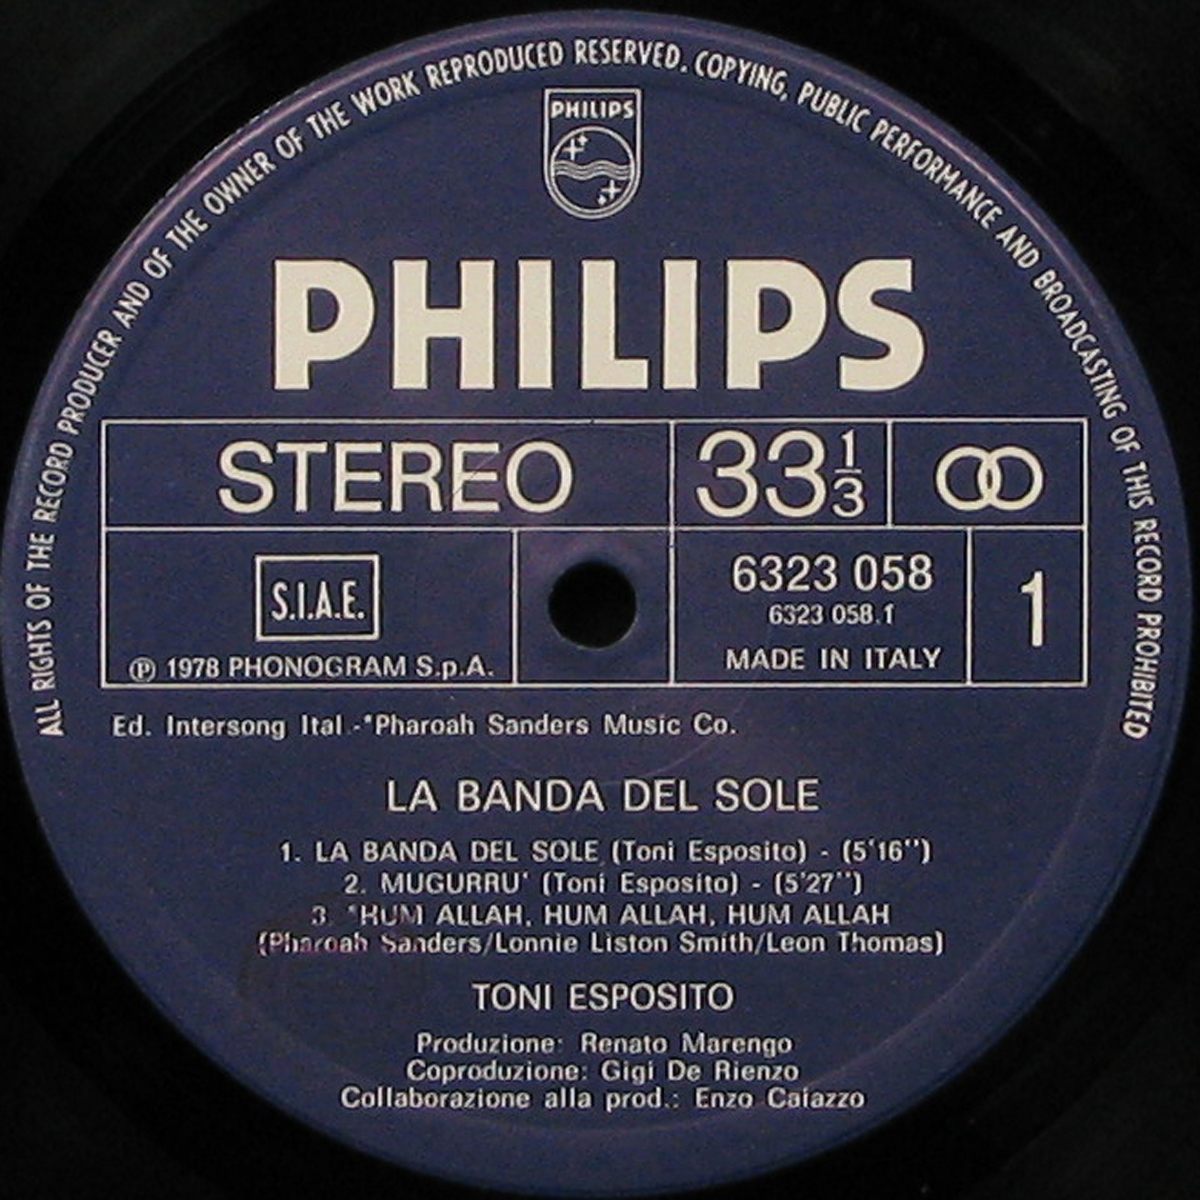 ALL RIGHTS OF THE RECORD PRODUCER AND OF THE OWNER OF THE WORK REPRODUCED RESERVED. COPYING, PUBLIC PERFORMANCE AND BROADCASTING OF THIS RECORD PROHIBITED
PHILIPS
PHILIPS
STEREO
33 1/3
S.I.A.E.
℗ 1978 PHONOGRAM S.p.A.
6323 058
6323 058.1
MADE IN ITALY
1
Ed. Intersong Ital -*Pharoah Sanders Music Co.
LA BANDA DEL SOLE
1. LA BANDA DEL SOLE (Toni Esposito) - (5'16")
2. MUGURRU' (Toni Esposito) - (5'27")
3. *HUM ALLAH, HUM ALLAH, HUM ALLAH
(Pharoah Sanders/Lonnie Liston Smith/Leon Thomas)
TONI ESPOSITO
Produzione: Renato Marengo
Coproduzione: Gigi De Rienzo
Collaborazione alla prod.: Enzo Caiazzo